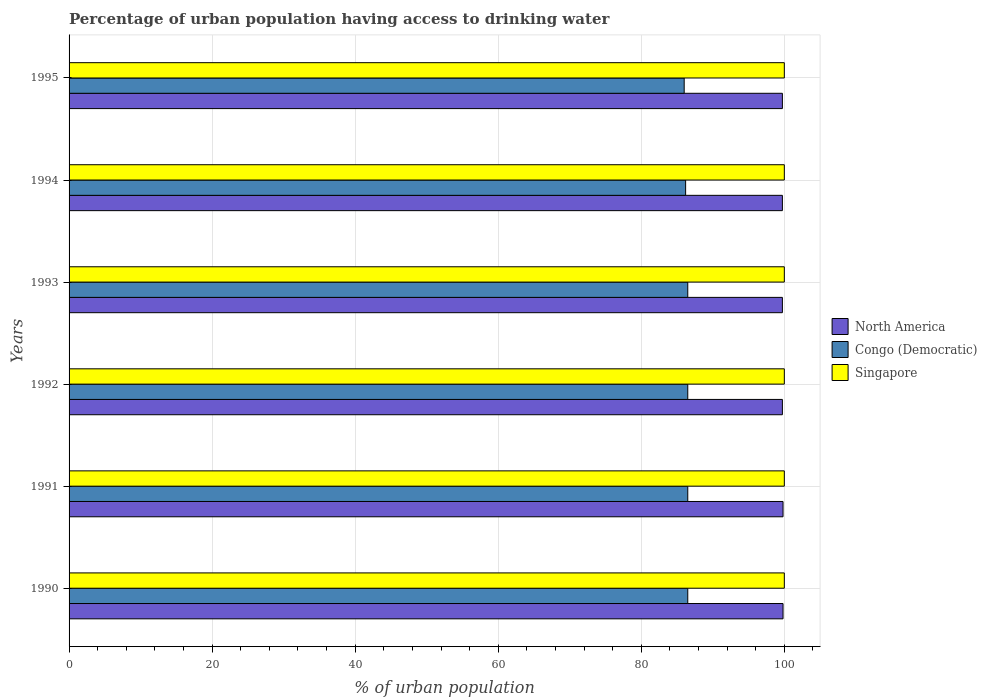 Percentage of urban population having access to drinking water
1995
1994
1993
1992
1991
1990
Years
0
20
40
60
80
100
% of urban population
North America
Congo (Democratic)
Singapore